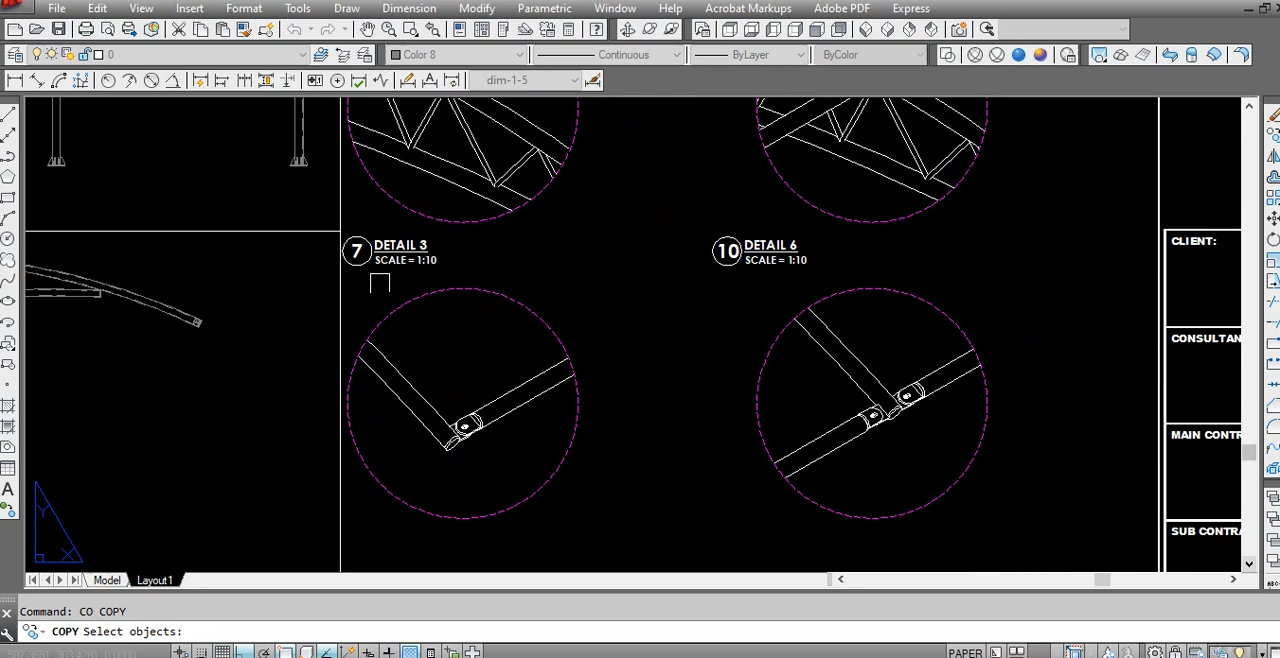 File Edit View Insert Format Tools Draw Dimension Modify Parametric Window Help Acrobat Markups Adobe PDF Express
0 Color 8 Continuous ByLayer ByColor
dim-1-5
7 DETAIL 3
SCALE = 1:10
10 DETAIL 6
SCALE = 1:10
CLIENT:
CONSULTAN
MAIN CONTR
SUB CONTRA
Y
X
Model Layout1
Command: CO COPY
COPY Select objects:
PAPER